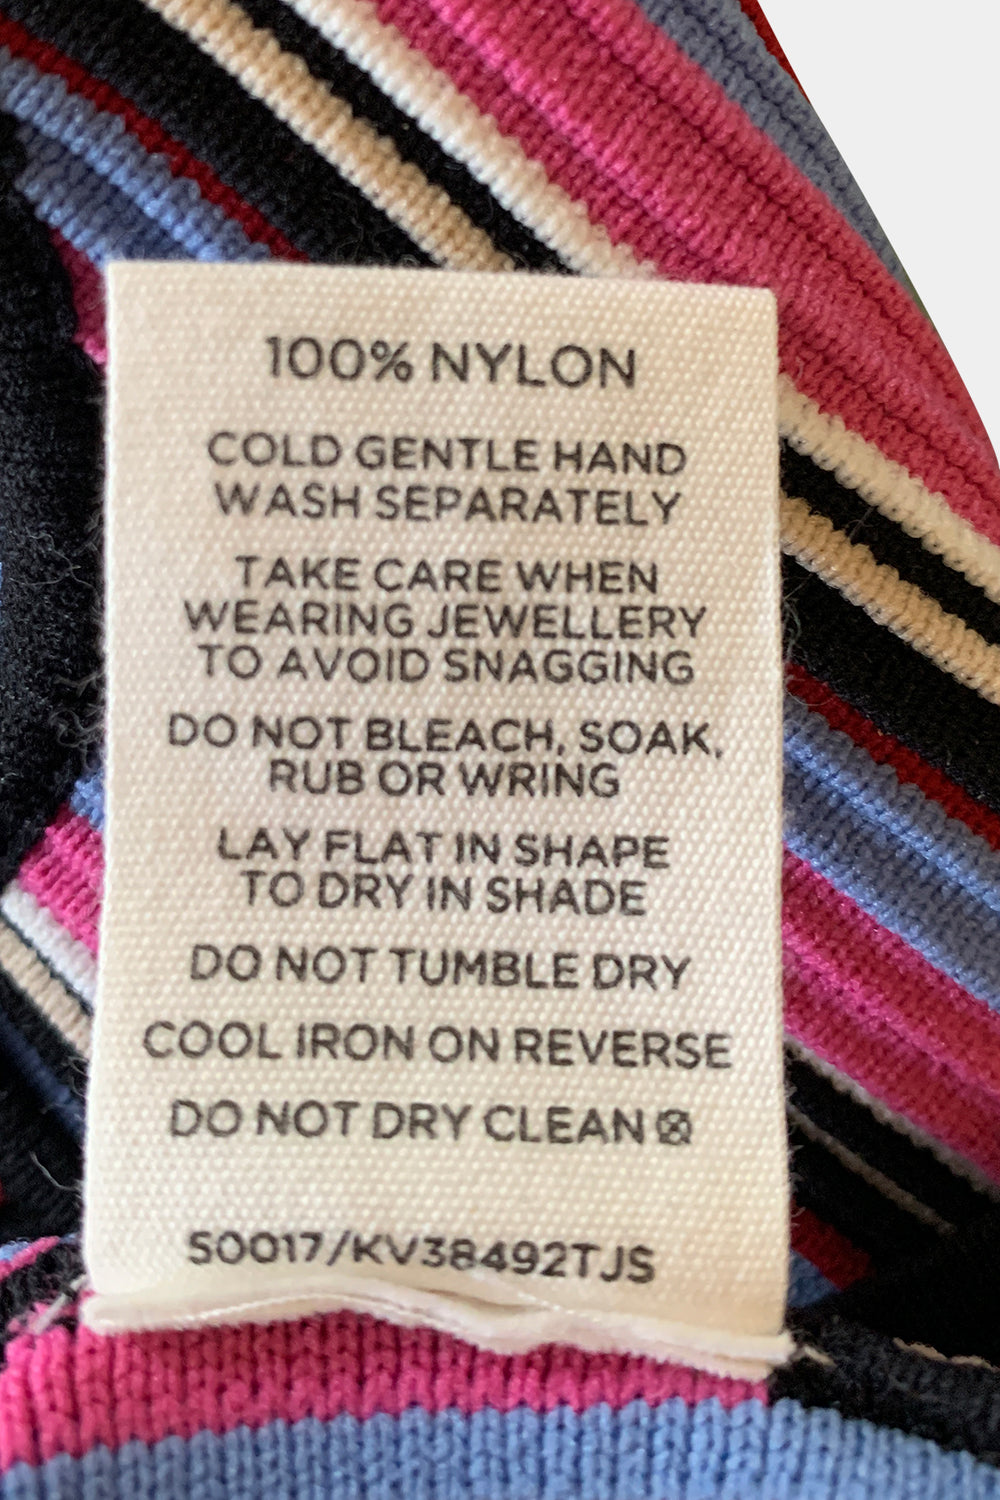 100% NYLON
COLD GENTLE HAND
WASH SEPARATELY
TAKE CARE WHEN
WEARING JEWELLERY
TO AVOID SNAGGING
DO NOT BLEACH, SOAK,
RUB OR WRING
LAY FLAT IN SHAPE
TO DRY IN SHADE
DO NOT TUMBLE DRY
COOL IRON ON REVERSE
DO NOT DRY CLEAN
S0017/KV38492TJS